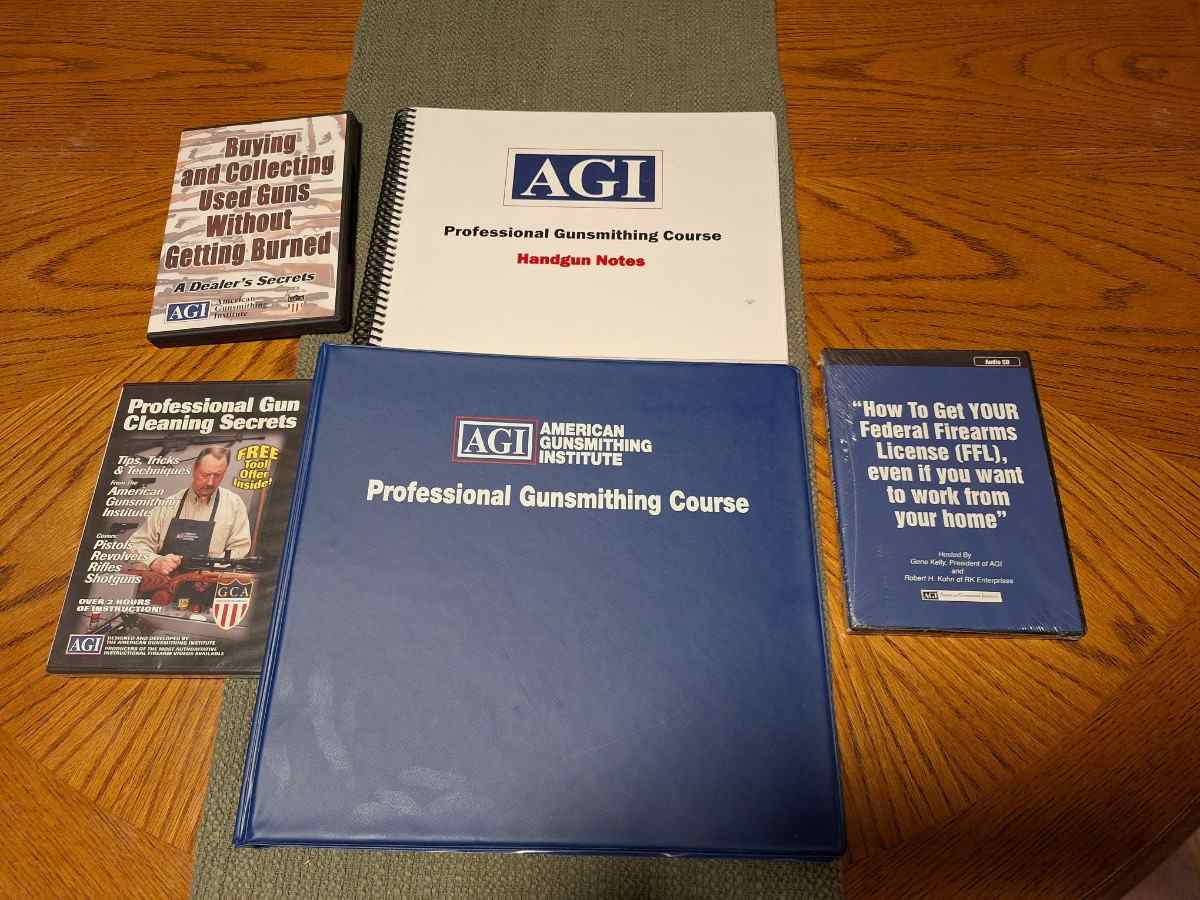 Buying
and Collecting
Used Guns
Without
Getting Burned
A Dealer's Secrets
AGI
American
Gunsmithing
Institute
AGI
Professional Gunsmithing Course
Handgun Notes
Professional Gun
Cleaning Secrets
FREE
Tool
Offer
Inside!
Tips, Tricks
& Techniques
From the
American
Gunsmithing
Institute
Covers:
Pistols
Revolvers
Rifles
Shotguns
OVER 2 HOURS
OF INSTRUCTION!
GCA
AGI
DESIGNED AND DEVELOPED BY
THE AMERICAN GUNSMITHING INSTITUTE
PRODUCERS OF THE MOST AUTHORITATIVE
INSTRUCTIONAL FIREARM VIDEOS AVAILABLE
AGI
AMERICAN
GUNSMITHING
INSTITUTE
Professional Gunsmithing Course
Audio CD
"How To Get YOUR
Federal Firearms
License (FFL),
even if you want
to work from
your home"
Hosted By
Gene Kelly, President of AGI
and
Robert H. Kohn of RK Enterprises
AGI American Gunsmithing Institute